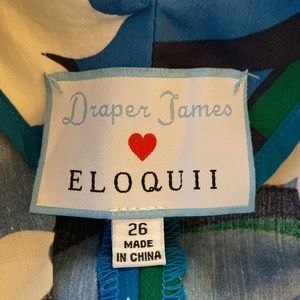 Draper James
ELOQUII
26
MADE
IN CHINA